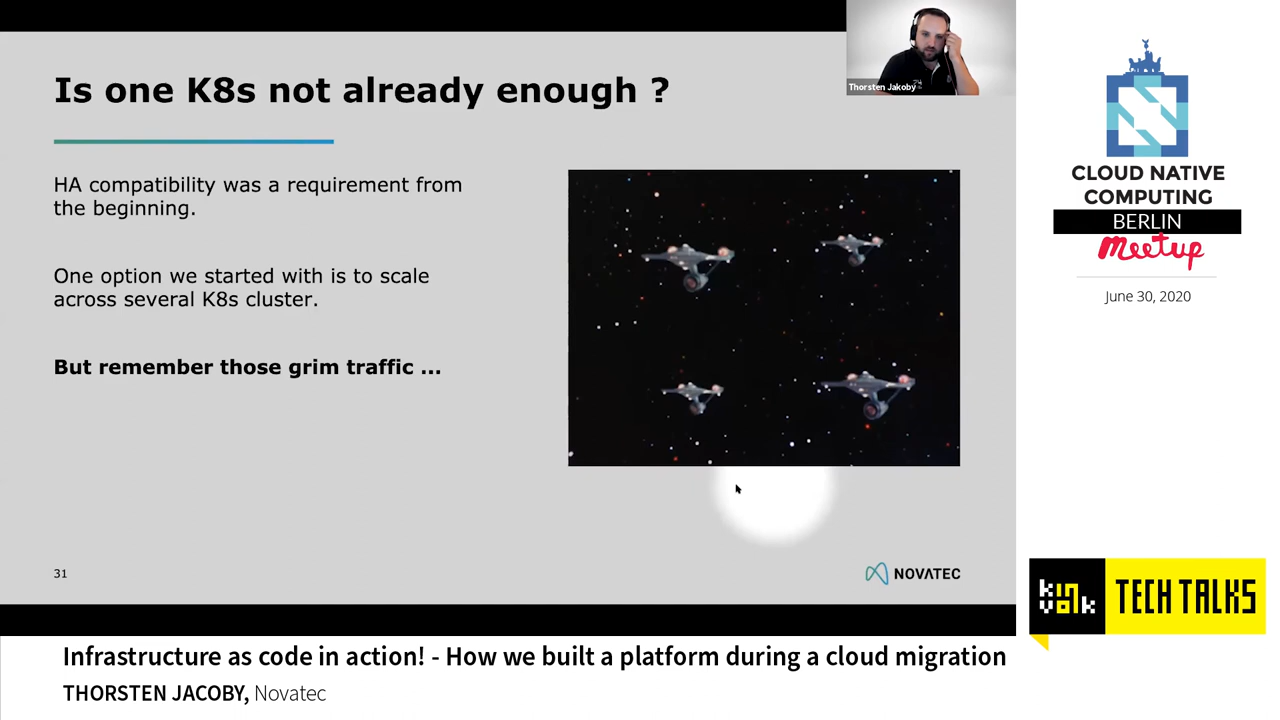 Is one K8s not already enough ?
Thorsten Jakoby
HA compatibility was a requirement from
the beginning.
One option we started with is to scale
across several K8s cluster.
But remember those grim traffic ...
31
NOVATEC
CLOUD NATIVE
COMPUTING
BERLIN
meetup
June 30, 2020
kinvolk
TECH TALKS
Infrastructure as code in action! - How we built a platform during a cloud migration
THORSTEN JACOBY, Novatec